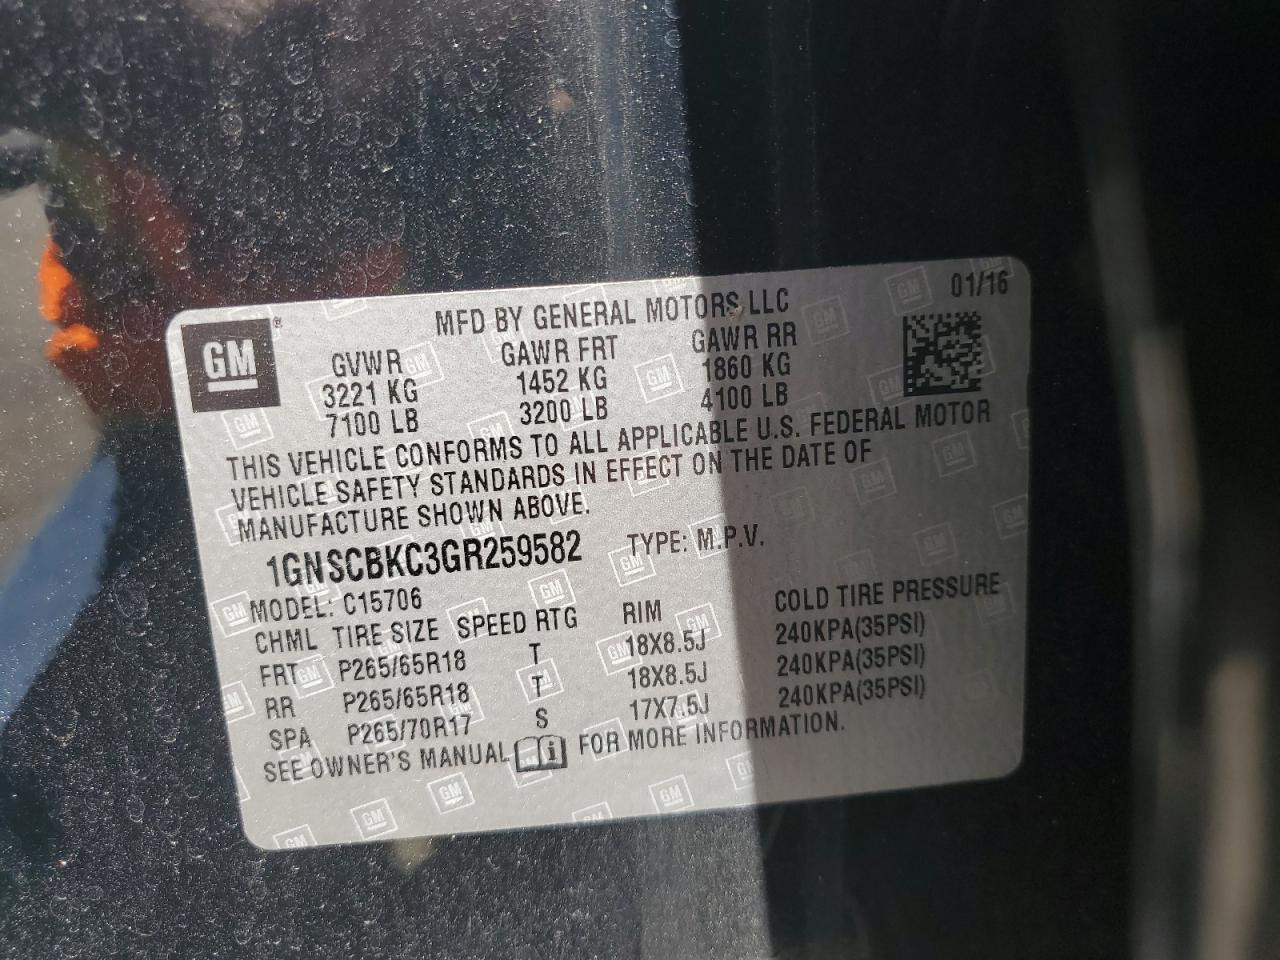 01/16
GM ®
MFD BY GENERAL MOTORS LLC
GVWR GAWR FRT GAWR RR
3221 KG 1452 KG 1860 KG
7100 LB 3200 LB 4100 LB
THIS VEHICLE CONFORMS TO ALL APPLICABLE U.S. FEDERAL MOTOR
VEHICLE SAFETY STANDARDS IN EFFECT ON THE DATE OF
MANUFACTURE SHOWN ABOVE.
1GNSCBKC3GR259582 TYPE: M.P.V.
MODEL: C15706
CHML TIRE SIZE SPEED RTG RIM COLD TIRE PRESSURE
FRT P265/65R18 T 18X8.5J 240KPA(35PSI)
RR P265/65R18 T 18X8.5J 240KPA(35PSI)
SPA P265/70R17 S 17X7.5J 240KPA(35PSI)
SEE OWNER'S MANUAL i FOR MORE INFORMATION.